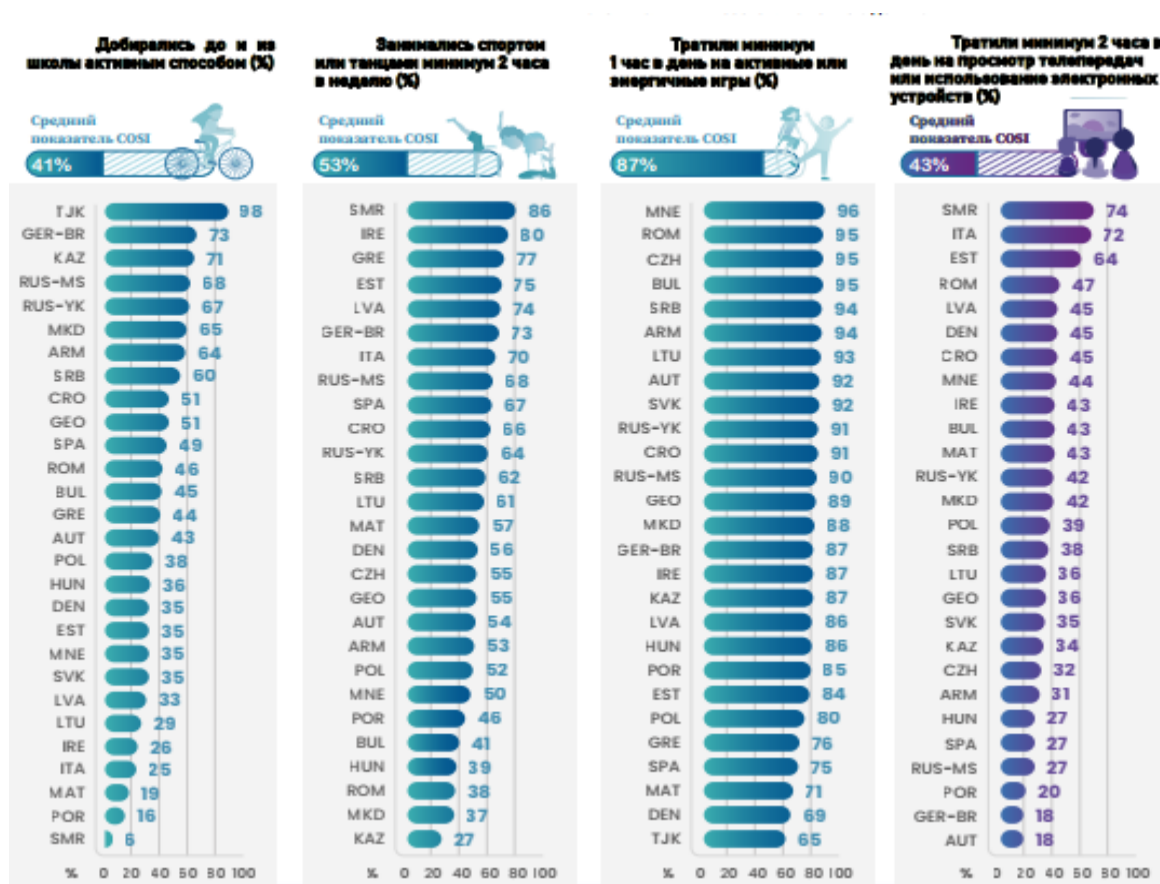 Добирались до и из
школы активным способом (%)
Средний
показатель COSI
41%
TJK 98
GER-BR 73
KAZ 71
RUS-MS 68
RUS-YK 67
MKD 65
ARM 64
SRB 60
CRO 51
GEO 51
SPA 49
ROM 46
BUL 45
GRE 44
AUT 43
POL 38
HUN 36
DEN 35
EST 35
MNE 35
SVK 35
LVA 33
LTU 29
IRE 26
ITA 25
MAT 19
POR 16
SMR 6
% 0 20 40 60 80 100
Занимались спортом
или танцами минимум 2 часа
в неделю (%)
Средний
показатель COSI
53%
SMR 86
IRE 80
GRE 77
EST 75
LVA 74
GER-BR 73
ITA 70
RUS-MS 68
SPA 67
CRO 66
RUS-YK 64
SRB 62
LTU 61
MAT 57
DEN 56
CZH 55
GEO 55
AUT 54
ARM 53
POL 52
MNE 50
POR 46
BUL 41
HUN 39
ROM 38
MKD 37
KAZ 27
% 0 20 40 60 80 100
Тратили минимум
1 час в день на активные или
энергичные игры (%)
Средний
показатель COSI
87%
MNE 96
ROM 95
CZH 95
BUL 95
SRB 94
ARM 94
LTU 93
AUT 92
SVK 92
RUS-YK 91
CRO 91
RUS-MS 90
GEO 89
MKD 88
GER-BR 87
IRE 87
KAZ 87
LVA 86
HUN 86
POR 85
EST 84
POL 80
GRE 76
SPA 75
MAT 71
DEN 69
TJK 65
% 0 20 40 60 80 100
Тратили минимум 2 часа в
день на просмотр телепередач
или использование электронных
устройств (%)
Средний
показатель COSI
43%
SMR 74
ITA 72
EST 64
ROM 47
LVA 45
DEN 45
CRO 45
MNE 44
IRE 43
BUL 43
MAT 43
RUS-YK 42
MKD 42
POL 39
SRB 38
LTU 36
GEO 36
SVK 35
KAZ 34
CZH 32
ARM 31
HUN 27
SPA 27
RUS-MS 27
POR 20
GER-BR 18
AUT 18
% 0 20 40 60 80 100